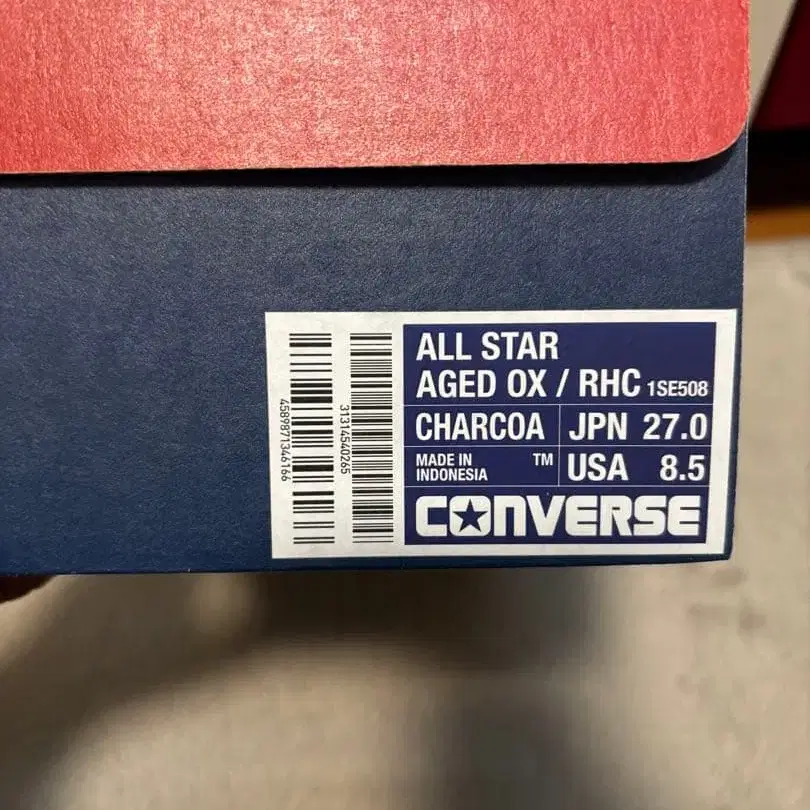 ALL STAR
AGED OX / RHC 1SE508
CHARCOA JPN 27.0
MADE IN
INDONESIA
TM
USA 8.5
CONVERSE
4589871346166
31314540265